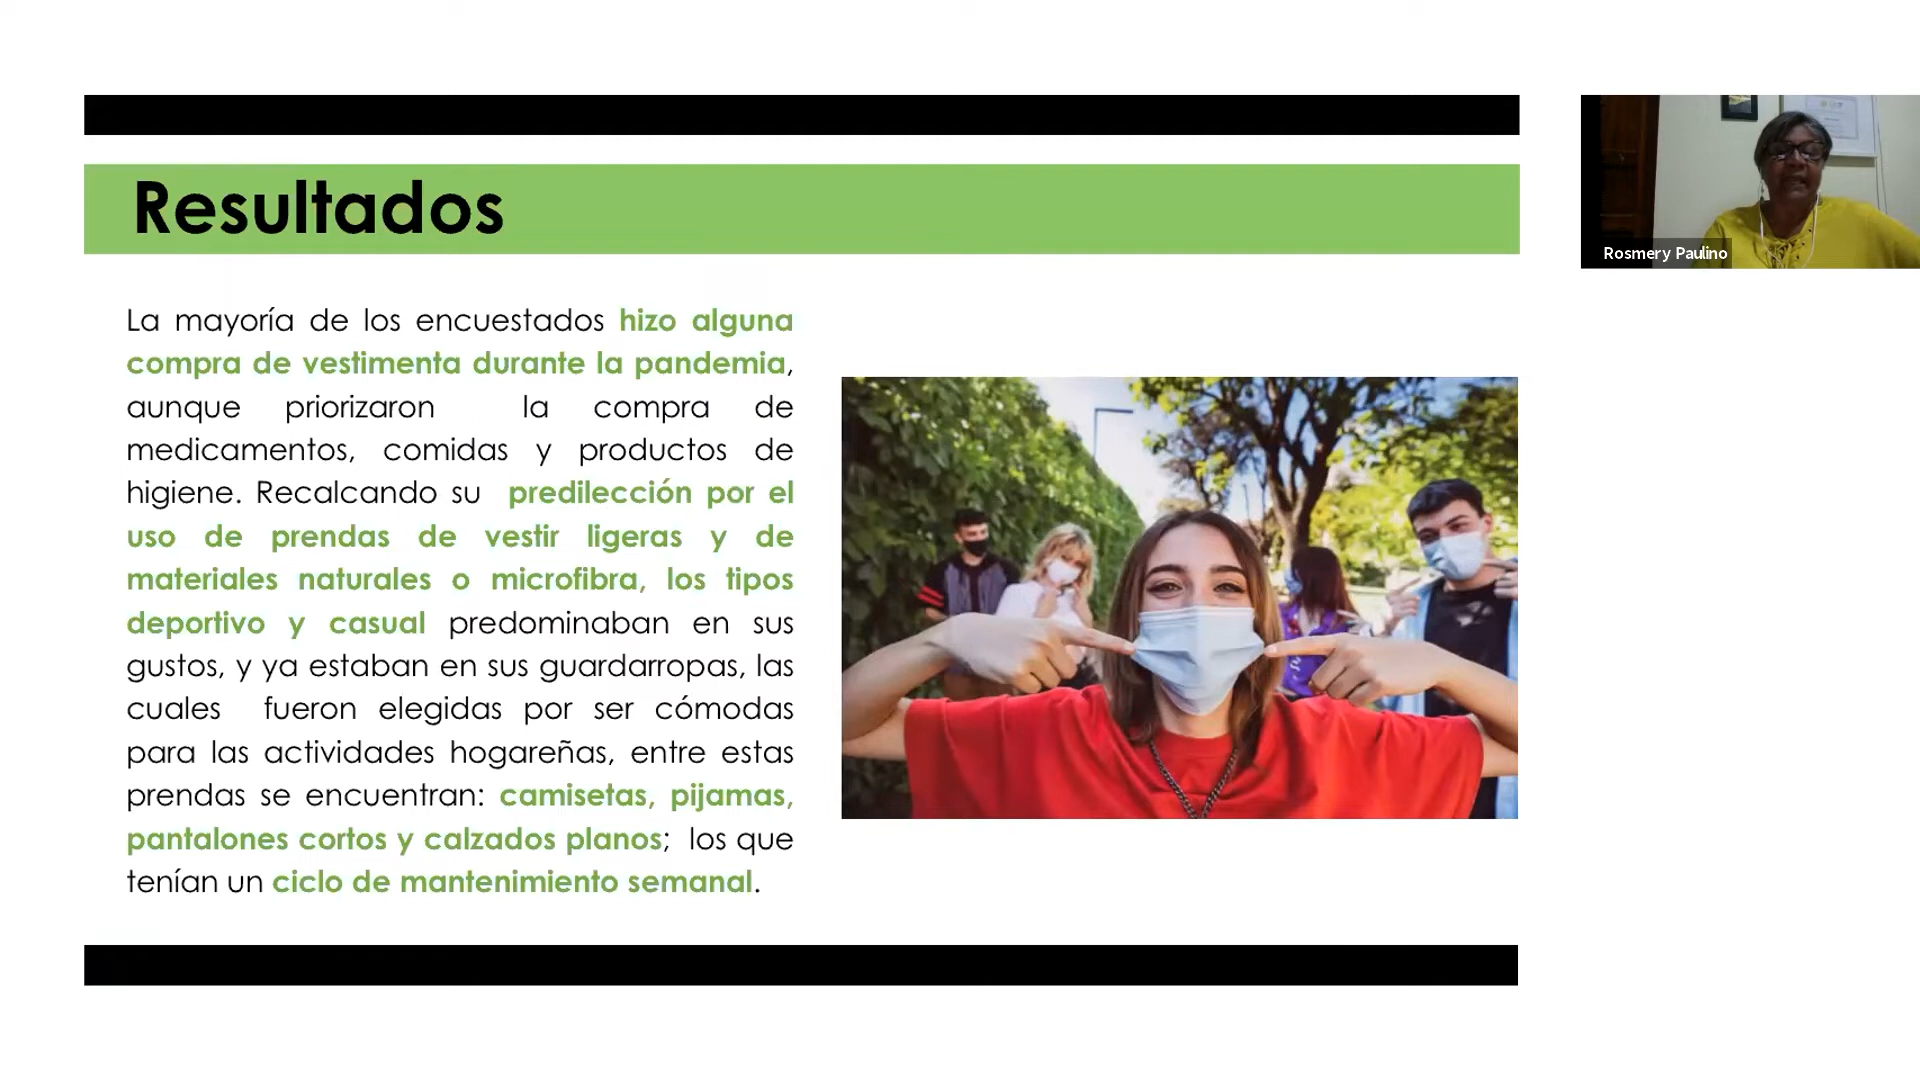 Resultados
La mayoría de los encuestados hizo alguna
compra de vestimenta durante la pandemia,
aunque priorizaron la compra de
medicamentos, comidas y productos de
higiene. Recalcando su predilección por el
uso de prendas de vestir ligeras y de
materiales naturales o microfibra, los tipos
deportivo y casual predominaban en sus
gustos, y ya estaban en sus guardarropas, las
cuales fueron elegidas por ser cómodas
para las actividades hogareñas, entre estas
prendas se encuentran: camisetas, pijamas,
pantalones cortos y calzados planos; los que
tenían un ciclo de mantenimiento semanal.
Rosmery Paulino